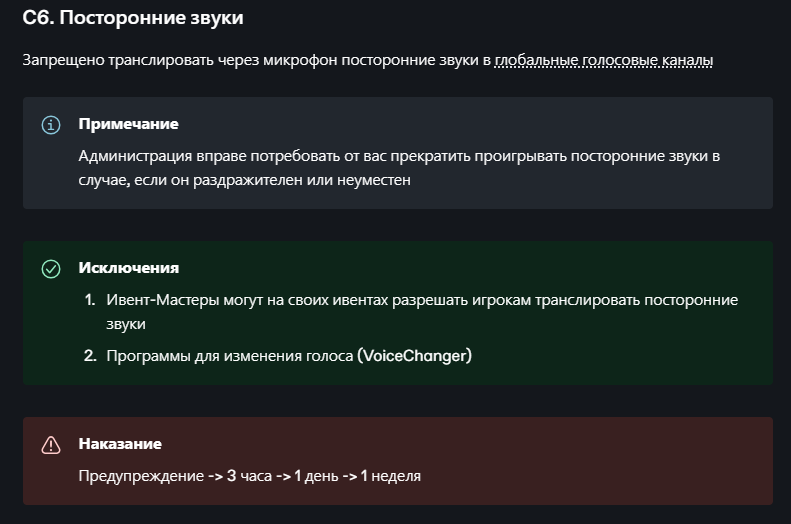 С6. Посторонние звуки
Запрещено транслировать через микрофон посторонние звуки в глобальные голосовые каналы
Примечание
Администрация вправе потребовать от вас прекратить проигрывать посторонние звуки в
случае, если он раздражителен или неуместен
Исключения
1. Ивент-Мастеры могут на своих ивентах разрешать игрокам транслировать посторонние
звуки
2. Программы для изменения голоса (VoiceChanger)
Наказание
Предупреждение -> 3 часа -> 1 день -> 1 неделя